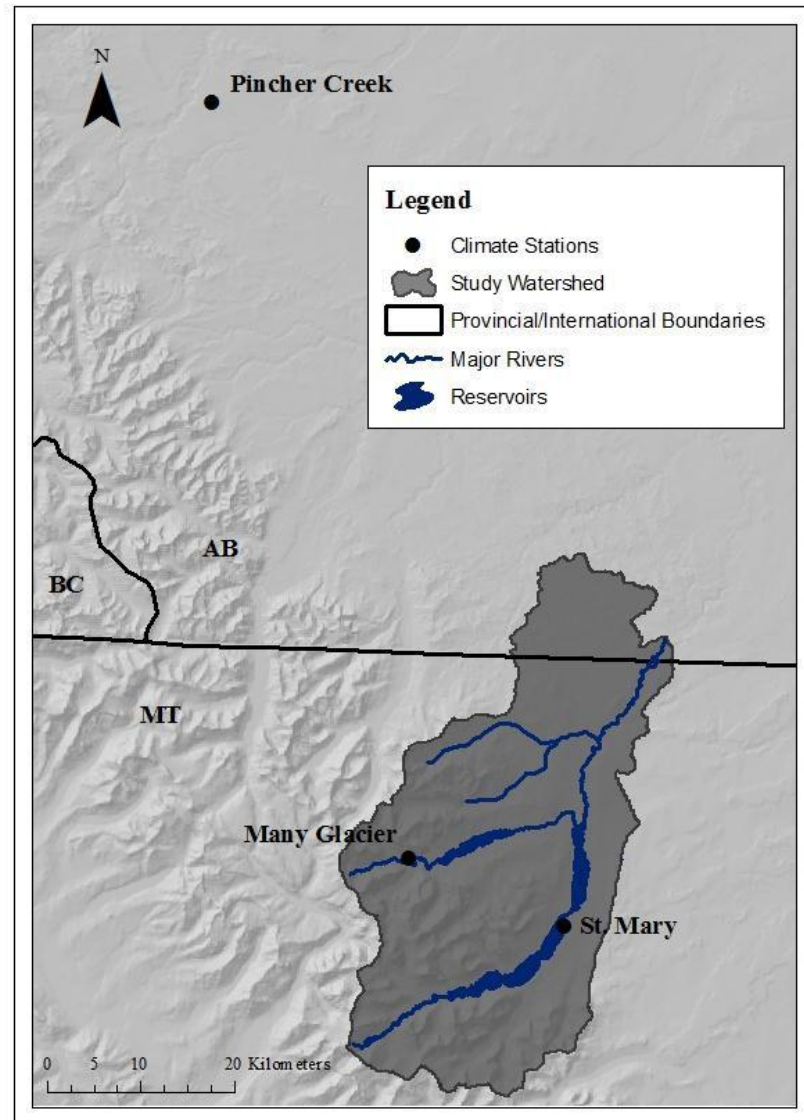 N
Pincher Creek
Legend
Climate Stations
Study Watershed
Provincial/International Boundaries
Major Rivers
Reservoirs
AB
BC
MT
Many Glacier
St. Mary
0 5 10 20 Kilometers